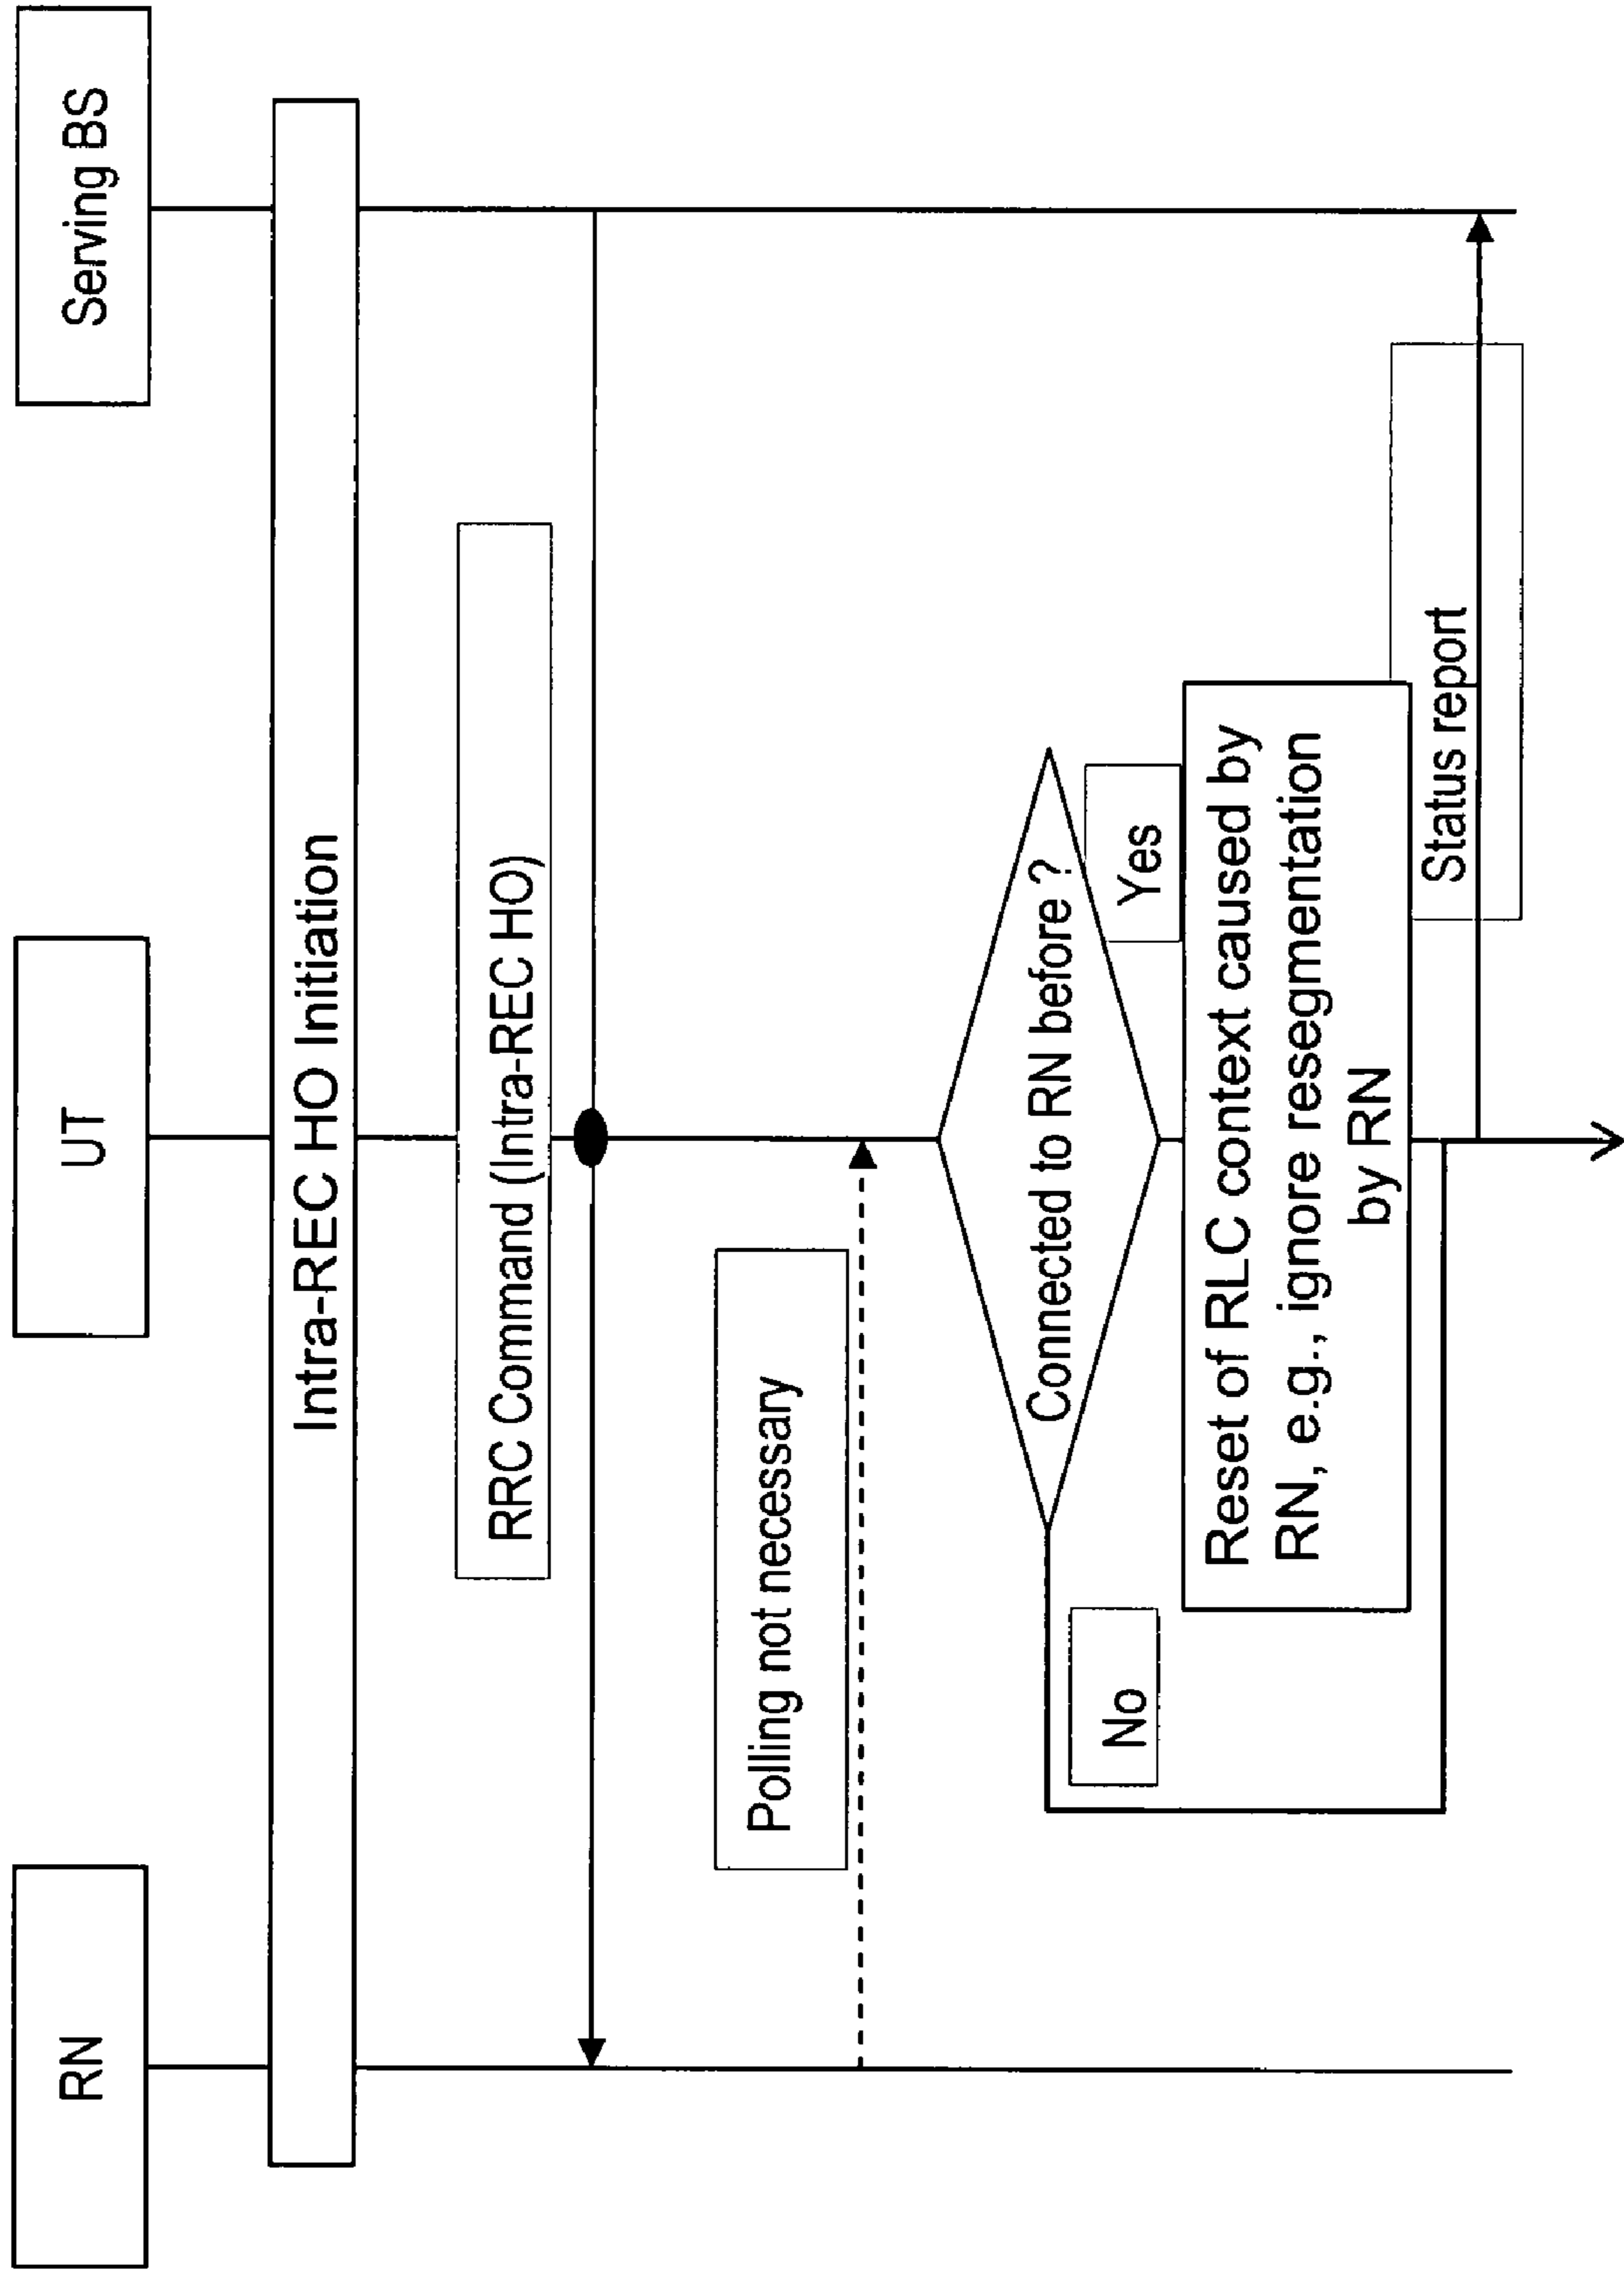 RN
UT
Serving BS
Intra-REC HO Initiation
RRC Command (Intra-REC HO)
Polling not necessary
Connected to RN before ?
No
Yes
Reset of RLC context caused by
RN, e.g., ignore resegmentation
by RN
Status report